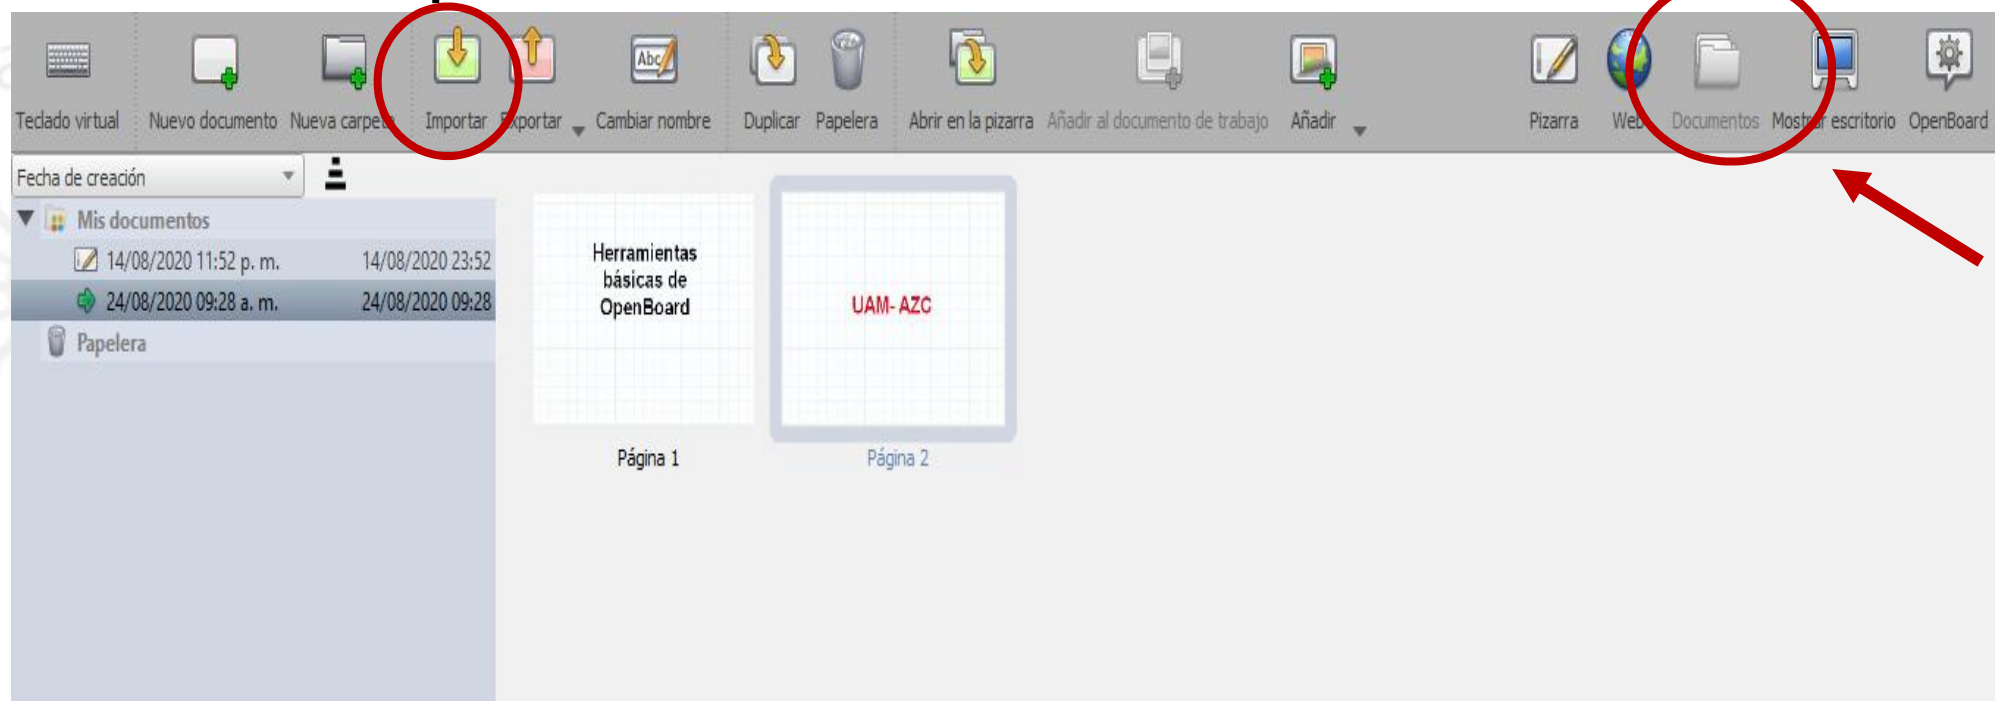 Teclado virtual
Nuevo documento
Nueva carpeta
Importar
Exportar
Abc
Cambiar nombre
Duplicar
Papelera
Abrir en la pizarra
Añadir al documento de trabajo
Añadir
Pizarra
Web
Documentos
Mostrar escritorio
OpenBoard
Fecha de creación
Mis documentos
14/08/2020 11:52 p. m. 14/08/2020 23:52
24/08/2020 09:28 a. m. 24/08/2020 09:28
Papelera
Herramientas
básicas de
OpenBoard
Página 1
UAM- AZC
Página 2